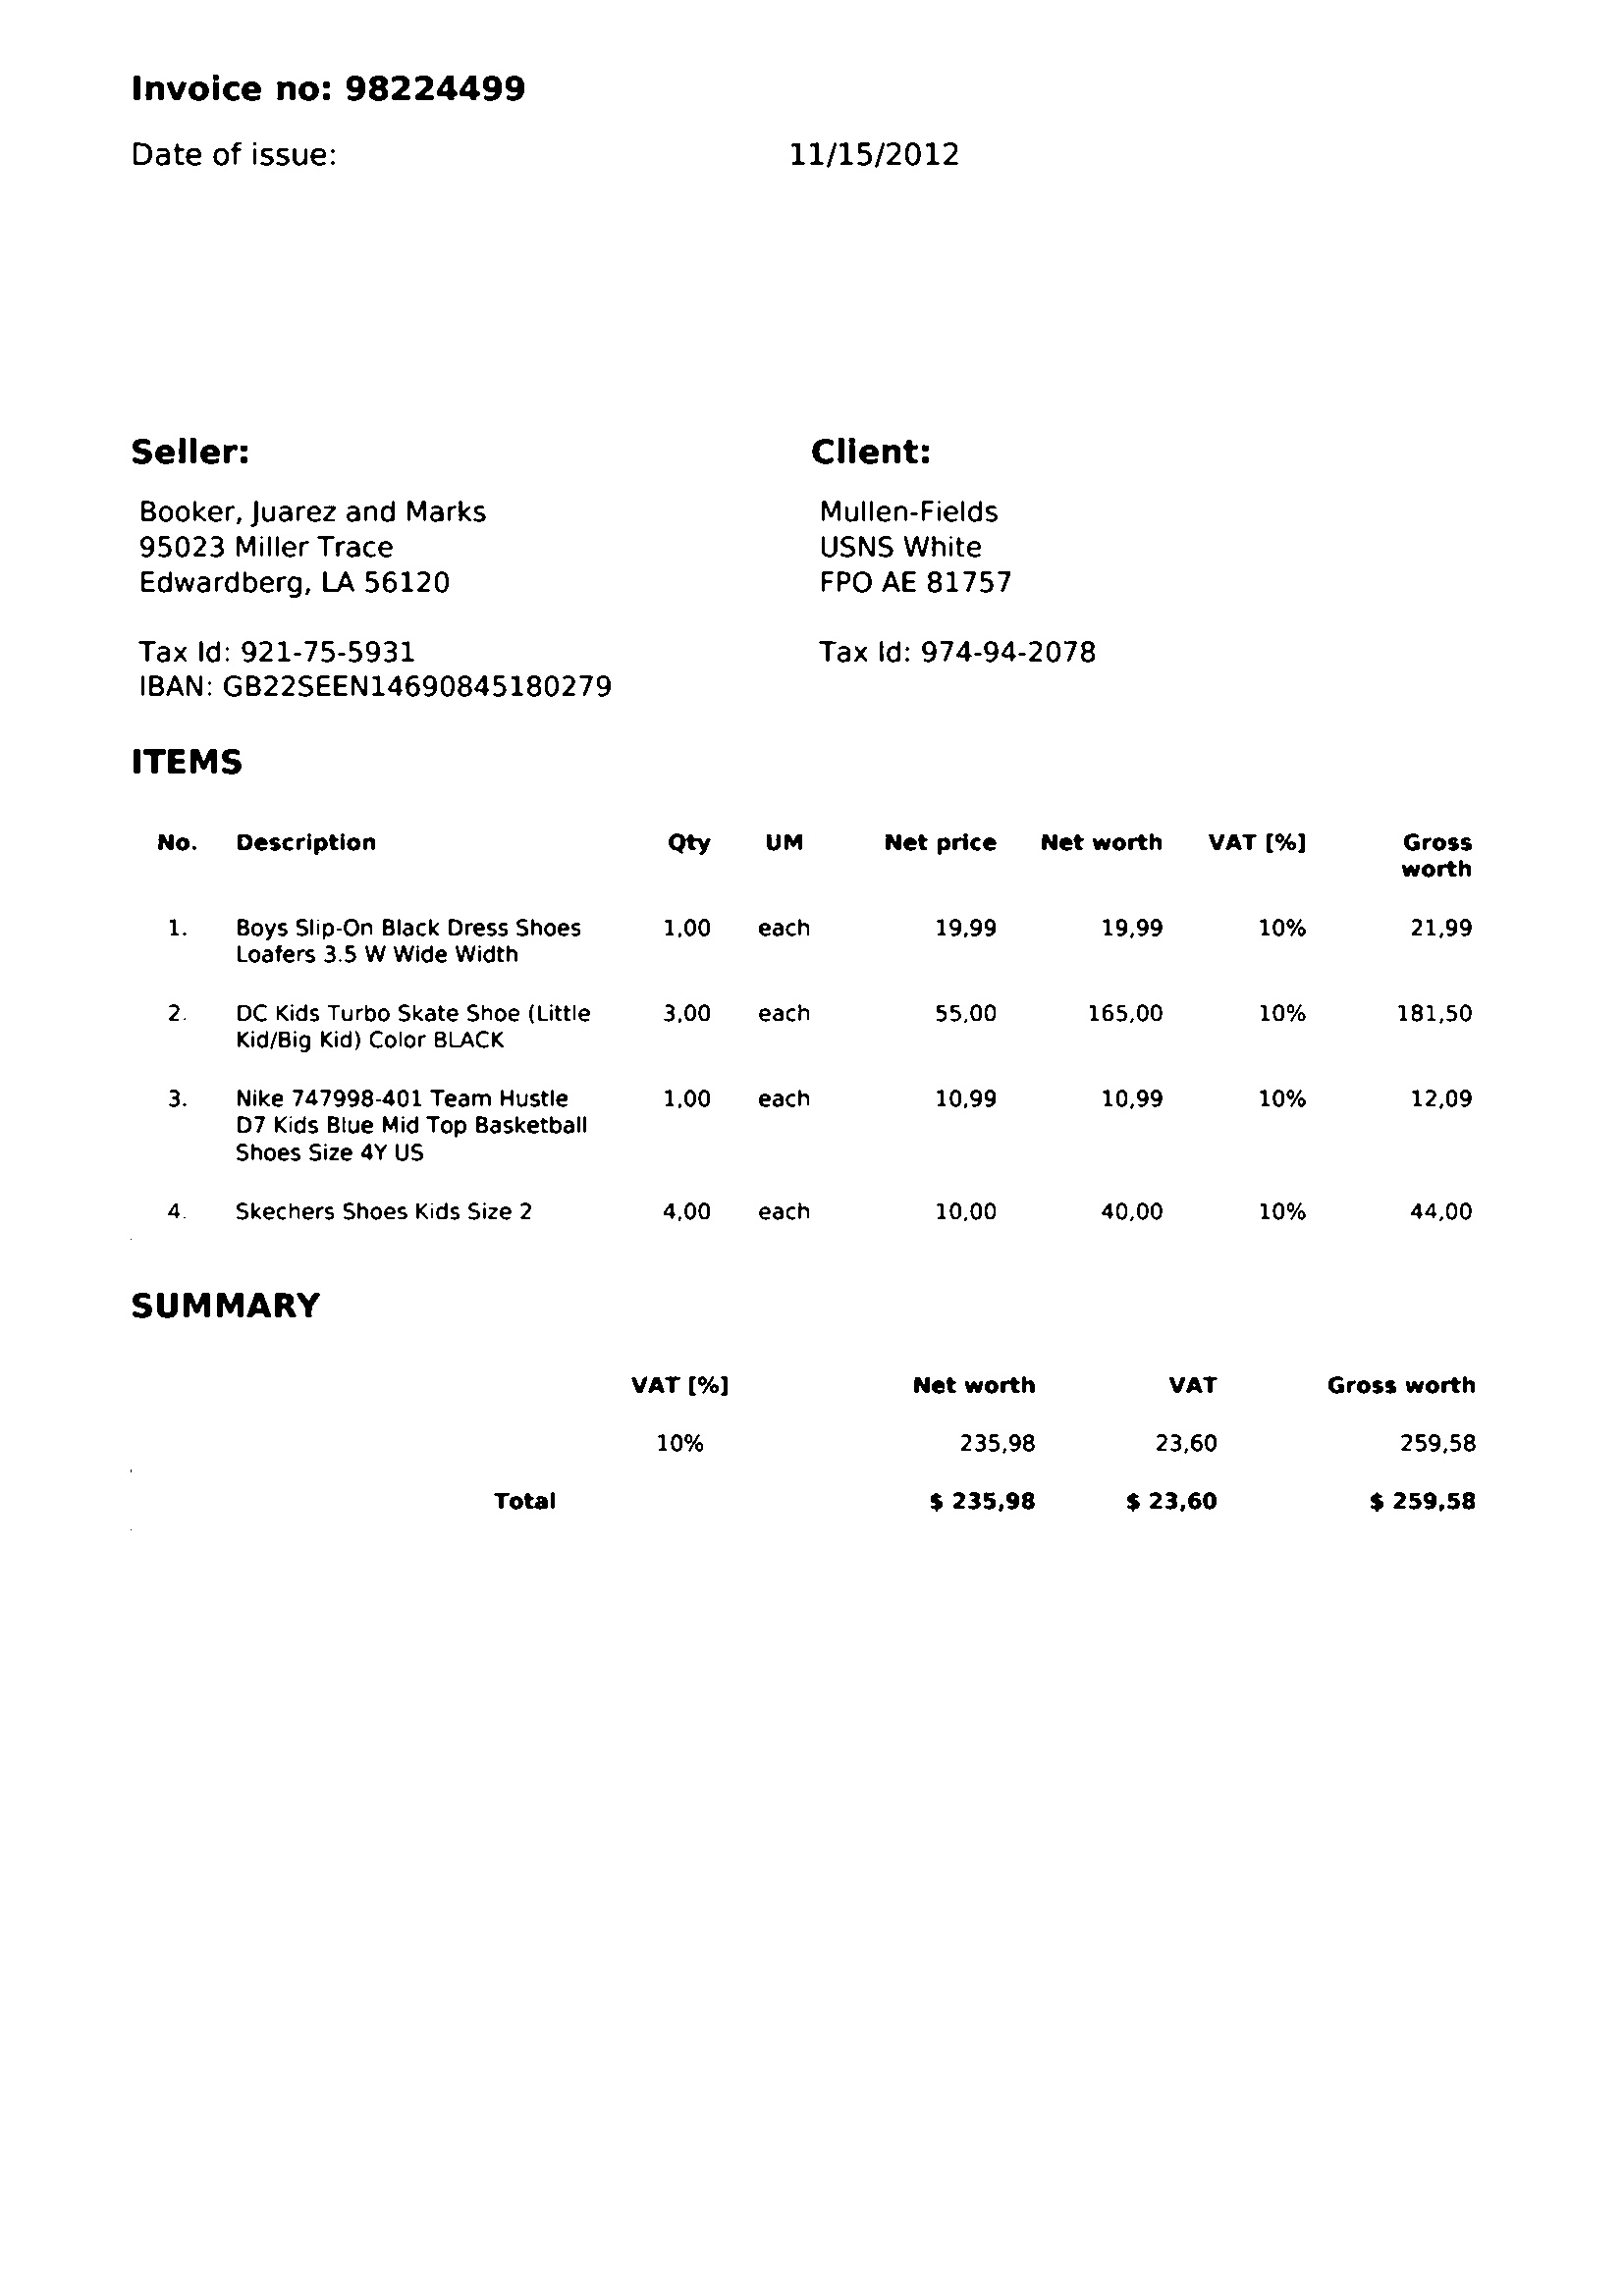 Invoice no: 98224499
Date of issue: 11/15/2012
Seller:
Booker, Juarez and Marks
95023 Miller Trace
Edwardberg, LA 56120
Tax Id: 921-75-5931
IBAN: GB22SEEN14690845180279
Client:
Mullen-Fields
USNS White
FPO AE 81757
Tax Id: 974-94-2078
ITEMS
No. Description Qty UM Net price Net worth VAT [%] Gross
worth
1. Boys Slip-On Black Dress Shoes 1,00 each 19,99 19,99 10% 21,99
Loafers 3.5 W Wide Width
2. DC Kids Turbo Skate Shoe (Little 3,00 each 55,00 165,00 10% 181,50
Kid/Big Kid) Color BLACK
3. Nike 747998-401 Team Hustle 1,00 each 10,99 10,99 10% 12,09
D7 Kids Blue Mid Top Basketball
Shoes Size 4Y US
4. Skechers Shoes Kids Size 2 4,00 each 10,00 40,00 10% 44,00
SUMMARY
VAT [%] Net worth VAT Gross worth
10% 235,98 23,60 259,58
Total $ 235,98 $ 23,60 $ 259,58